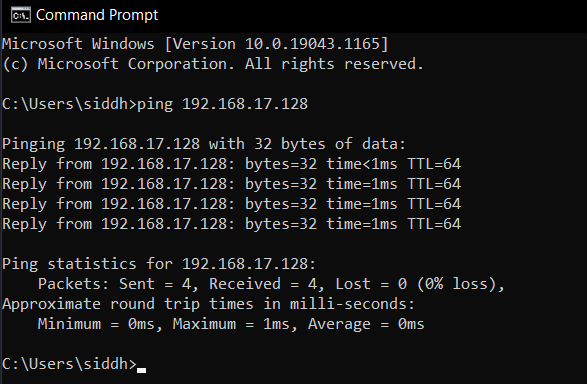 Command Prompt
Microsoft Windows [Version 10.0.19043.1165]
(c) Microsoft Corporation. All rights reserved.
C:\Users\siddh>ping 192.168.17.128
Pinging 192.168.17.128 with 32 bytes of data:
Reply from 192.168.17.128: bytes=32 time<1ms TTL=64
Reply from 192.168.17.128: bytes=32 time=1ms TTL=64
Reply from 192.168.17.128: bytes=32 time=1ms TTL=64
Reply from 192.168.17.128: bytes=32 time=1ms TTL=64
Ping statistics for 192.168.17.128:
    Packets: Sent = 4, Received = 4, Lost = 0 (0% loss),
Approximate round trip times in milli-seconds:
    Minimum = 0ms, Maximum = 1ms, Average = 0ms
C:\Users\siddh>